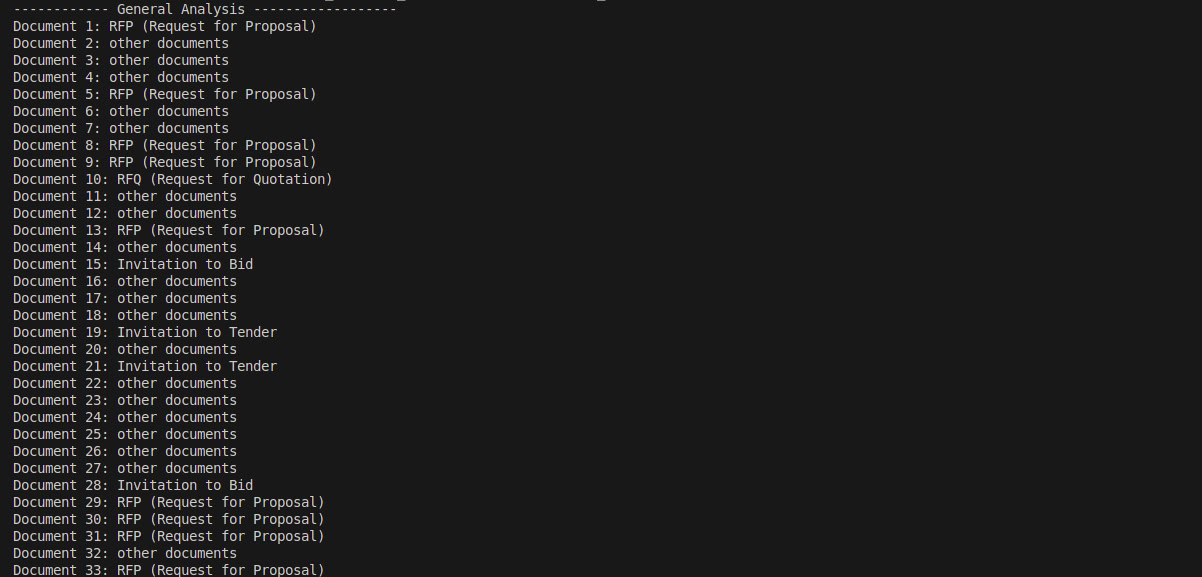 ------------ General Analysis ------------------
Document 1: RFP (Request for Proposal)
Document 2: other documents
Document 3: other documents
Document 4: other documents
Document 5: RFP (Request for Proposal)
Document 6: other documents
Document 7: other documents
Document 8: RFP (Request for Proposal)
Document 9: RFP (Request for Proposal)
Document 10: RFQ (Request for Quotation)
Document 11: other documents
Document 12: other documents
Document 13: RFP (Request for Proposal)
Document 14: other documents
Document 15: Invitation to Bid
Document 16: other documents
Document 17: other documents
Document 18: other documents
Document 19: Invitation to Tender
Document 20: other documents
Document 21: Invitation to Tender
Document 22: other documents
Document 23: other documents
Document 24: other documents
Document 25: other documents
Document 26: other documents
Document 27: other documents
Document 28: Invitation to Bid
Document 29: RFP (Request for Proposal)
Document 30: RFP (Request for Proposal)
Document 31: RFP (Request for Proposal)
Document 32: other documents
Document 33: RFP (Request for Proposal)